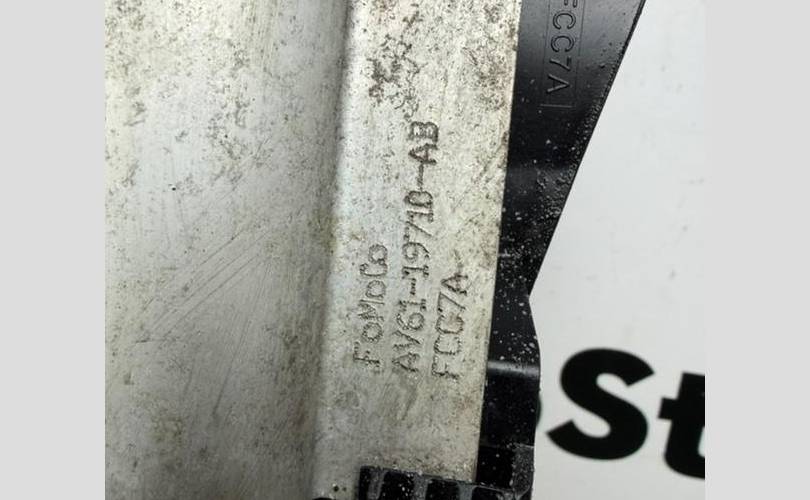 FoMoCo
AV61-19710-AB
FCC7A
FCC7A
St